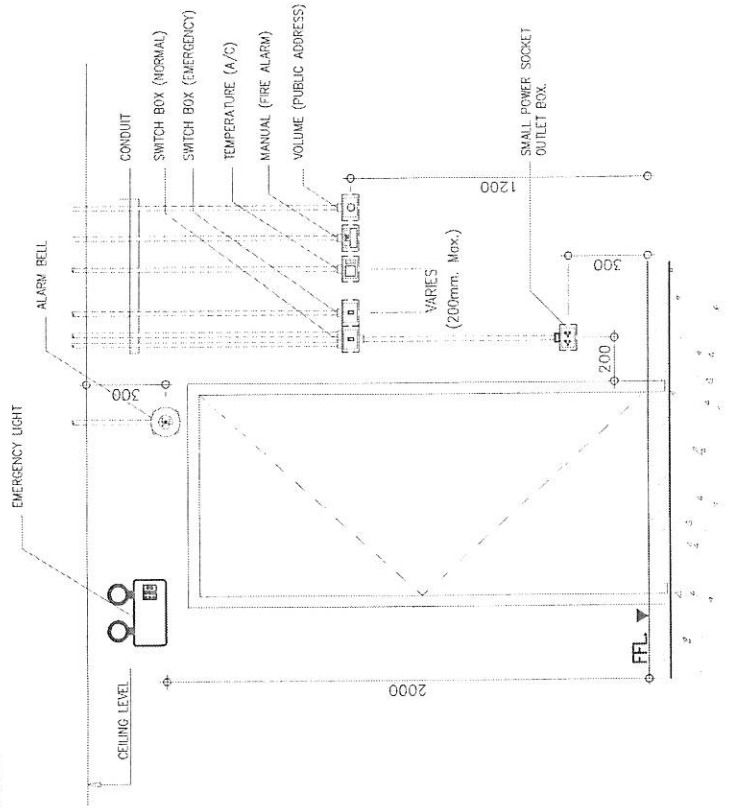 EMERGENCY LIGHT
ALARM BELL
CEILING LEVEL
300
CONDUIT
SWITCH BOX (NORMAL)
SWITCH BOX (EMERGENCY)
TEMPERATURE (A/C)
MANUAL (FIRE ALARM)
VOLUME (PUBLIC ADDRESS)
2000
VARIES
(200mm. Max.)
1200
SMALL POWER SOCKET
OUTLET BOX.
300
200
FFL.